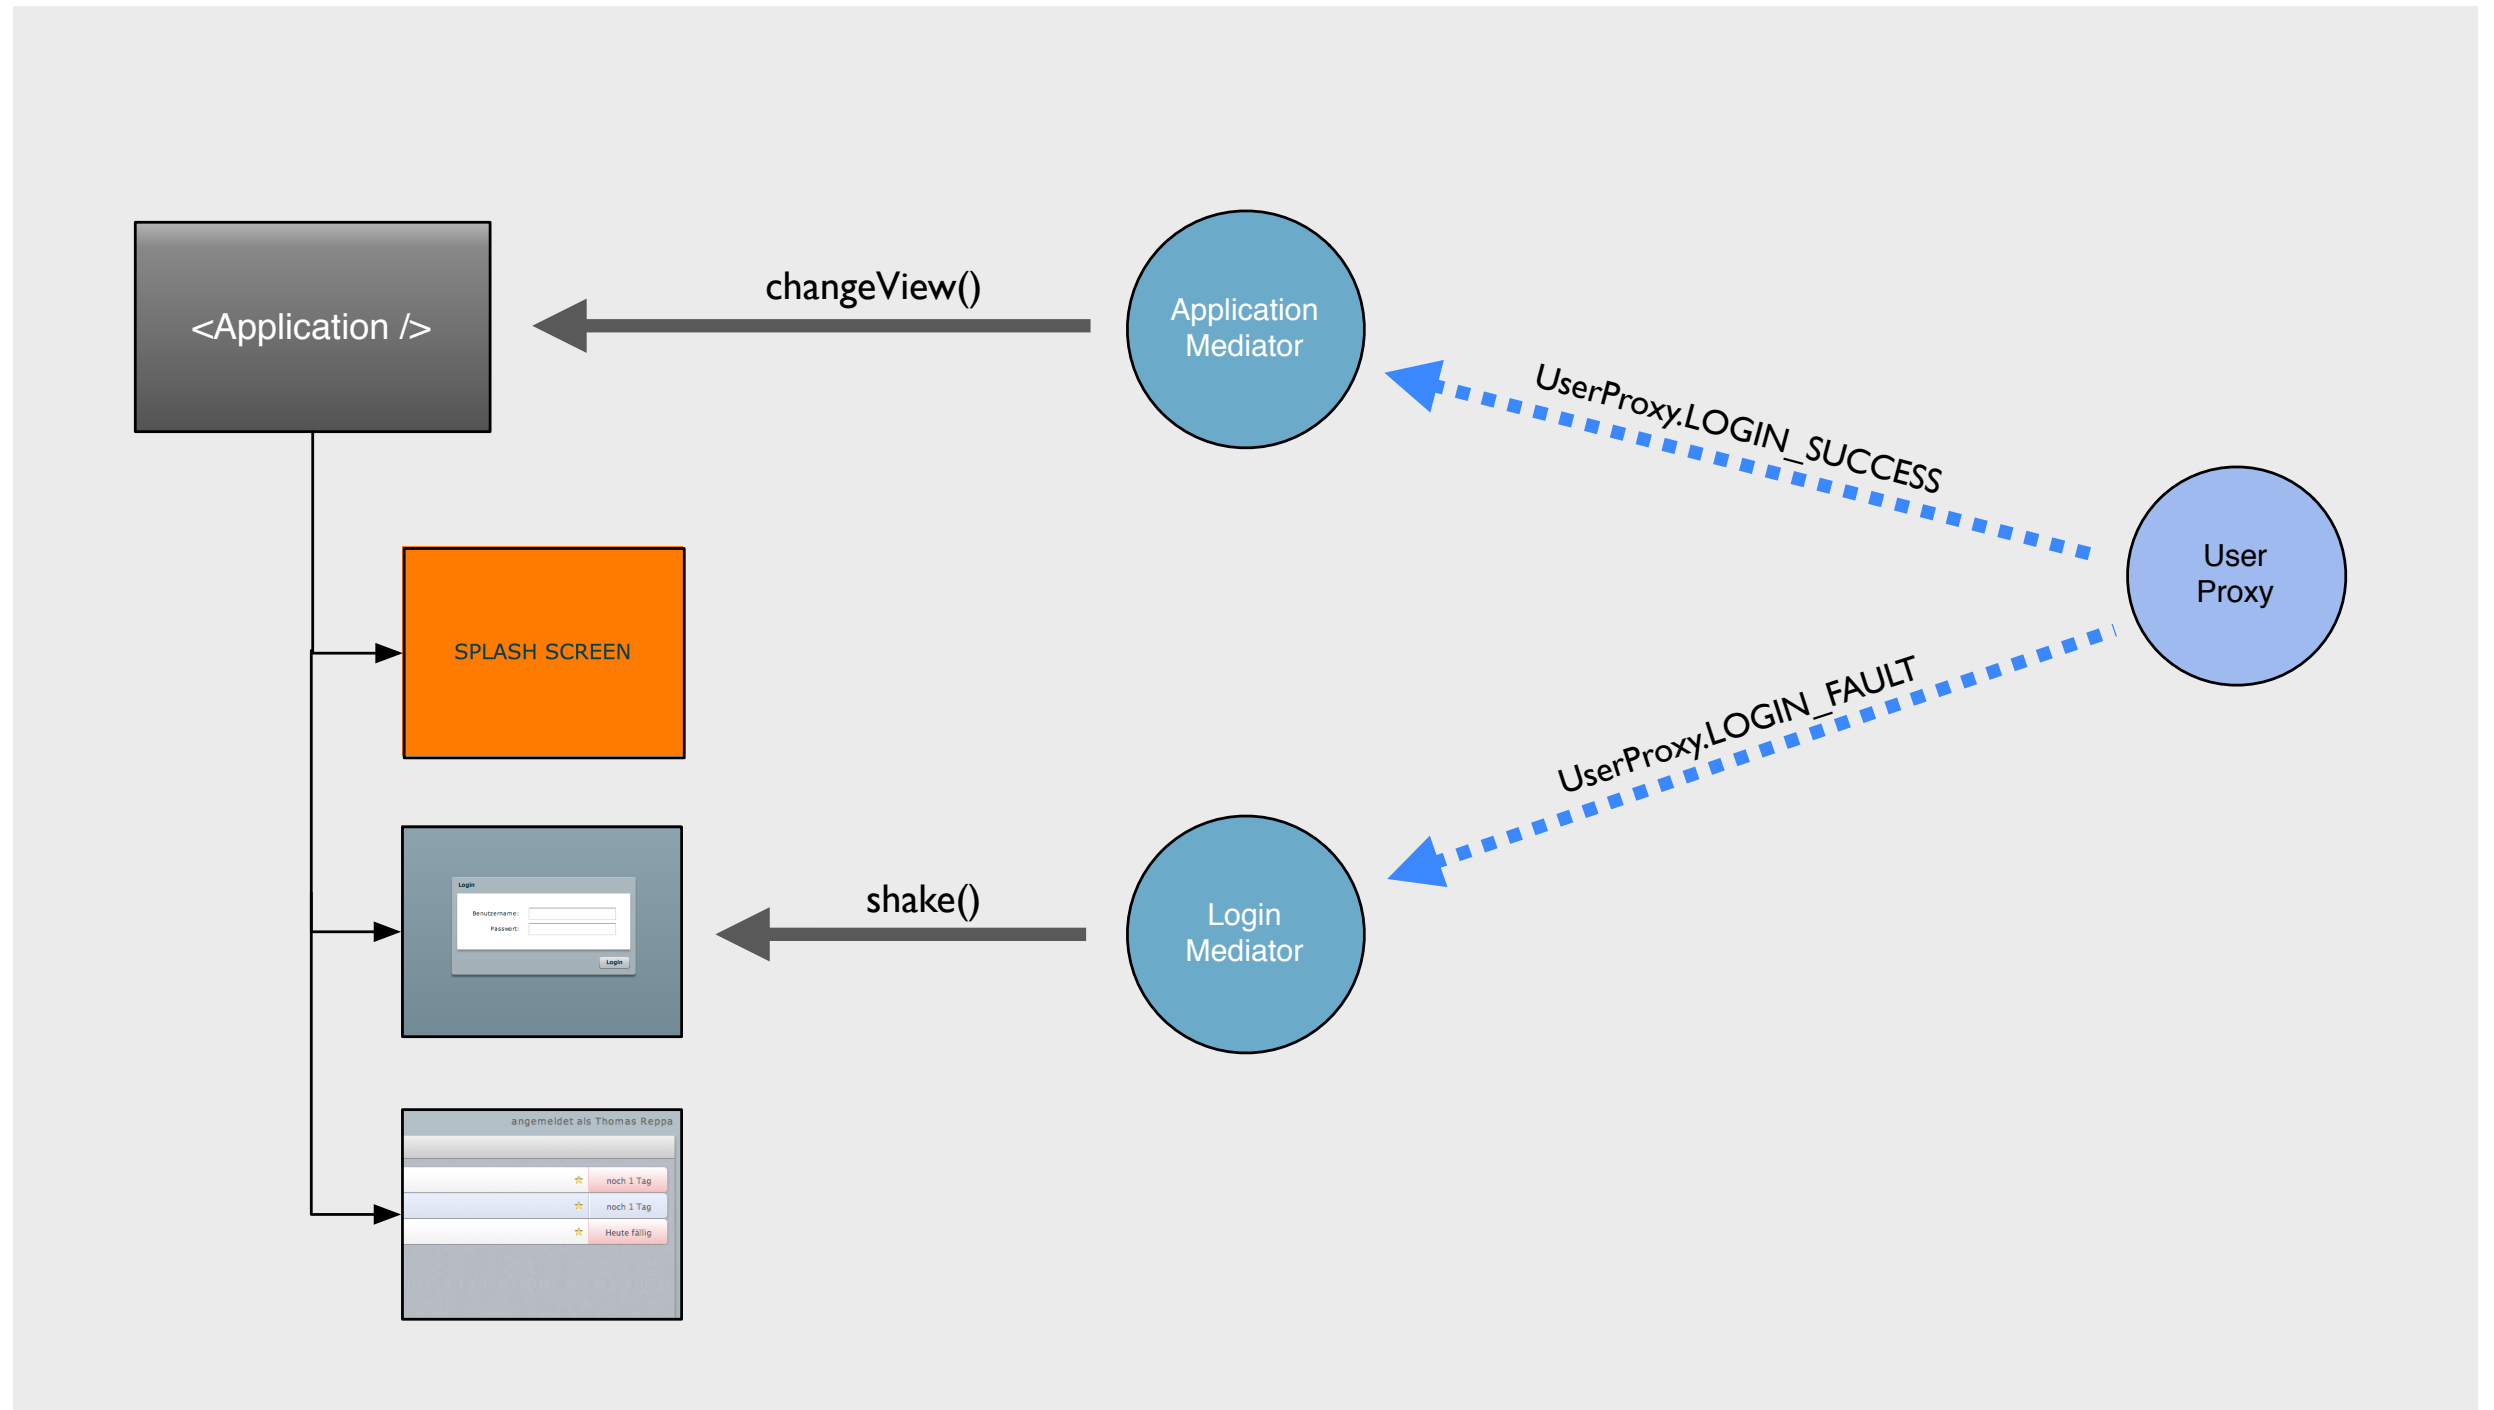 <Application />
changeView()
Application
Mediator
UserProxy.LOGIN_SUCCESS
User
Proxy
SPLASH SCREEN
UserProxy.LOGIN_FAULT
Login
Benutzername:
Passwort:
Login
shake()
Login
Mediator
angemeldet als Thomas Reppa
noch 1 Tag
noch 1 Tag
Heute fällig